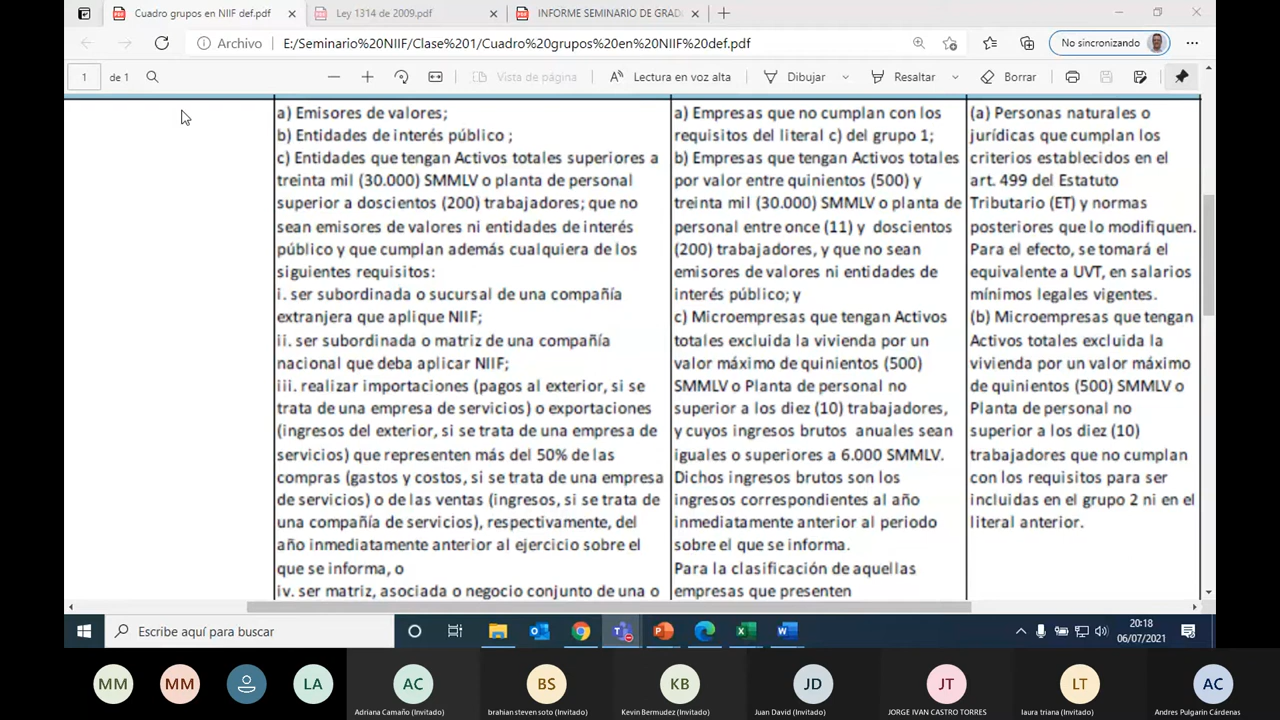 Cuadro grupos en NIIF def.pdf
Ley 1314 de 2009.pdf
INFORME SEMINARIO DE GRAD
Archivo
E:/Seminario%20NIIF/Clase%201/Cuadro%20grupos%20en%20NIIF%20def.pdf
No sincronizando
1
de 1
Vista de página
Lectura en voz alta
Dibujar
Resaltar
Borrar
a) Emisores de valores;
b) Entidades de interés público ;
c) Entidades que tengan Activos totales superiores a
treinta mil (30.000) SMMLV o planta de personal
superior a doscientos (200) trabajadores; que no
sean emisores de valores ni entidades de interés
público y que cumplan además cualquiera de los
siguientes requisitos:
i. ser subordinada o sucursal de una compañía
extranjera que aplique NIIF;
ii. ser subordinada o matriz de una compañía
nacional que deba aplicar NIIF;
iii. realizar importaciones (pagos al exterior, si se
trata de una empresa de servicios) o exportaciones
(ingresos del exterior, si se trata de una empresa de
servicios) que representen más del 50% de las
compras (gastos y costos, si se trata de una empresa
de servicios) o de las ventas (ingresos, si se trata de
una compañía de servicios), respectivamente, del
año inmediatamente anterior al ejercicio sobre el
que se informa, o
iv. ser matriz, asociada o negocio conjunto de una o
a) Empresas que no cumplan con los
requisitos del literal c) del grupo 1;
b) Empresas que tengan Activos totales
por valor entre quinientos (500) y
treinta mil (30.000) SMMLV o planta de
personal entre once (11) y doscientos
(200) trabajadores, y que no sean
emisores de valores ni entidades de
interés público; y
c) Microempresas que tengan Activos
totales excluida la vivienda por un
valor máximo de quinientos (500)
SMMLV o Planta de personal no
superior a los diez (10) trabajadores,
y cuyos ingresos brutos anuales sean
iguales o superiores a 6.000 SMMLV.
Dichos ingresos brutos son los
ingresos correspondientes al año
inmediatamente anterior al periodo
sobre el que se informa.
Para la clasificación de aquellas
empresas que presenten
(a) Personas naturales o
jurídicas que cumplan los
criterios establecidos en el
art. 499 del Estatuto
Tributario (ET) y normas
posteriores que lo modifiquen.
Para el efecto, se tomará el
equivalente a UVT, en salarios
mínimos legales vigentes.
(b) Microempresas que tengan
Activos totales excluida la
vivienda por un valor máximo
de quinientos (500) SMMLV o
Planta de personal no
superior a los diez (10)
trabajadores que no cumplan
con los requisitos para ser
incluidas en el grupo 2 ni en el
literal anterior.
Escribe aquí para buscar
20:18
06/07/2021
MM
MM
LA
AC
BS
KB
JD
JT
LT
AC
Adriana Camaño (Invitado)
brahian steven soto (Invitado)
Kevin Bermudez (Invitado)
Juan David (Invitado)
JORGE IVAN CASTRO TORRES
laura triana (Invitado)
Andres Pulgarin Cárdenas